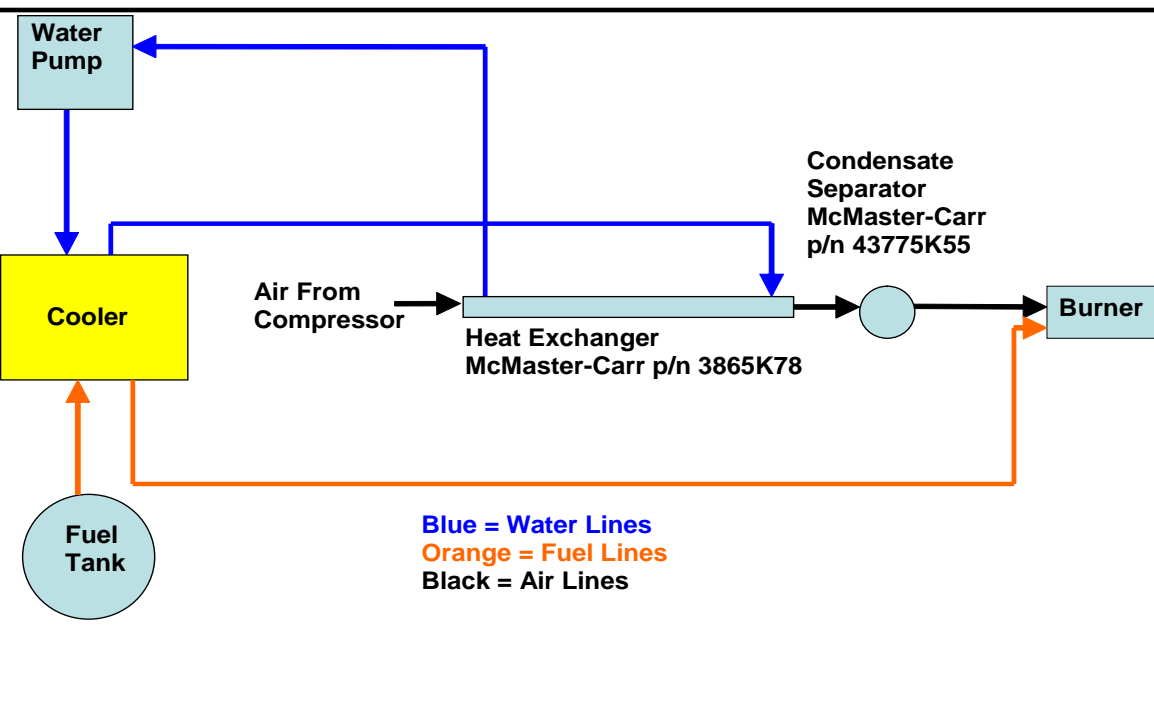 Water
Pump
Condensate
Separator
McMaster-Carr
p/n 43775K55
Air From
Compressor
Cooler
Burner
Heat Exchanger
McMaster-Carr p/n 3865K78
Fuel
Tank
Blue = Water Lines
Orange = Fuel Lines
Black = Air Lines